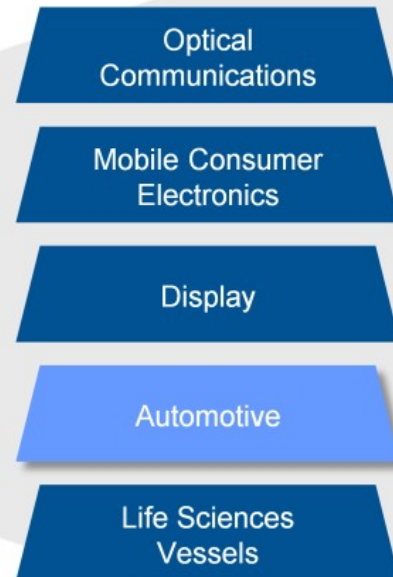 Optical
Communications
Mobile Consumer
Electronics
Display
Automotive
Life Sciences
Vessels